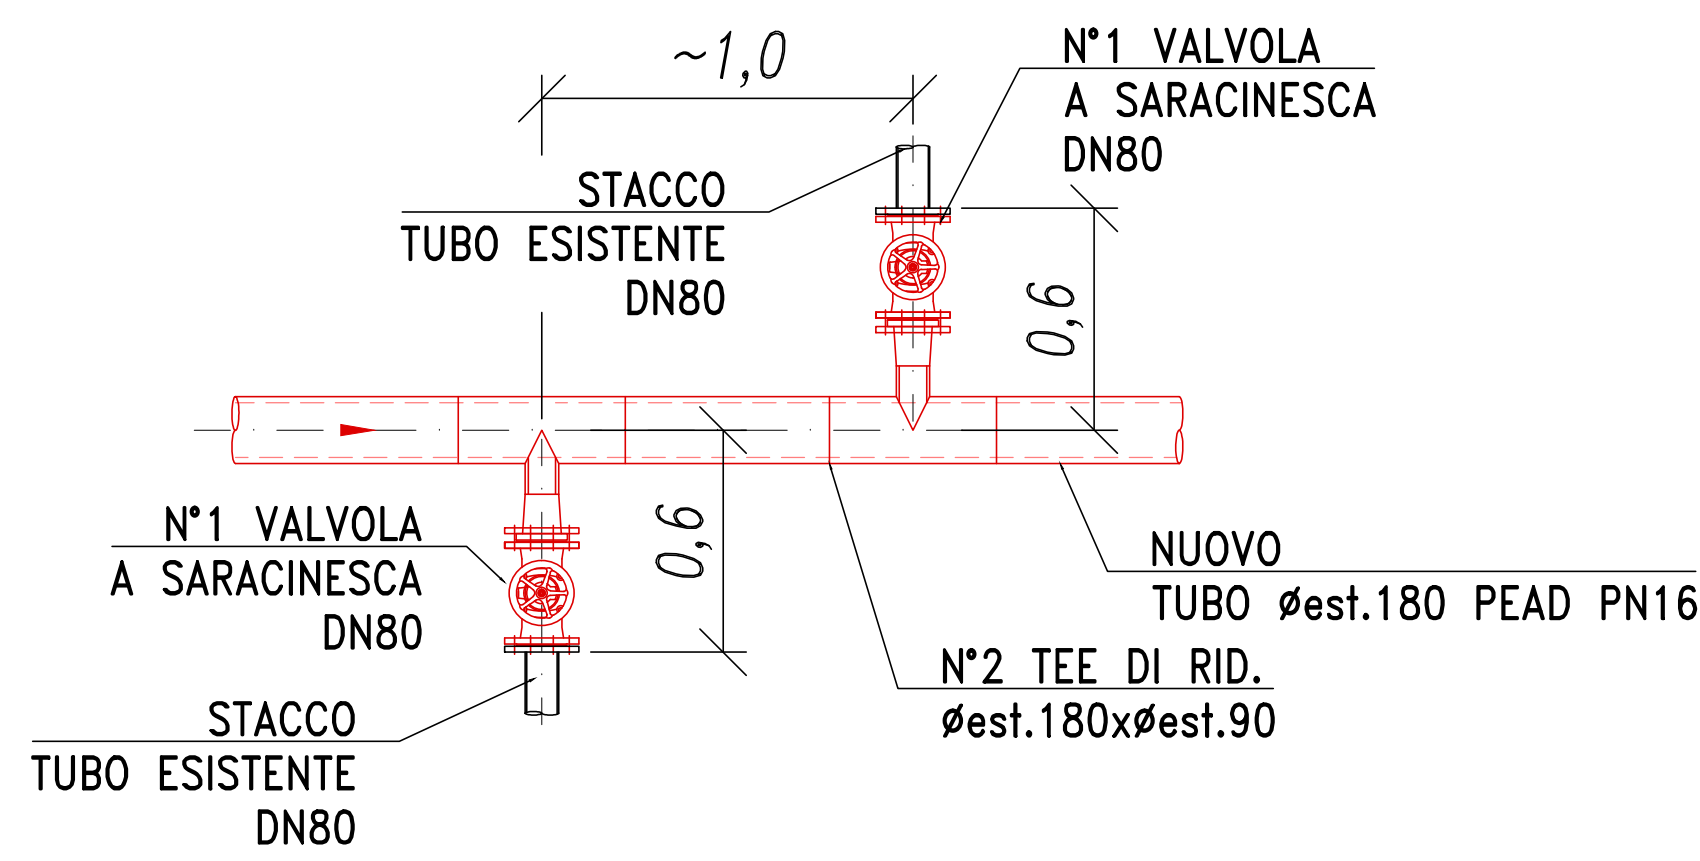 ~1,0
N°1 VALVOLA
A SARACINESCA
DN80
STACCO
TUBO ESISTENTE
DN80
0,6
N°1 VALVOLA
A SARACINESCA
DN80
0,6
NUOVO
TUBO øest.180 PEAD PN16
N°2 TEE DI RID.
øest.180xøest.90
STACCO
TUBO ESISTENTE
DN80